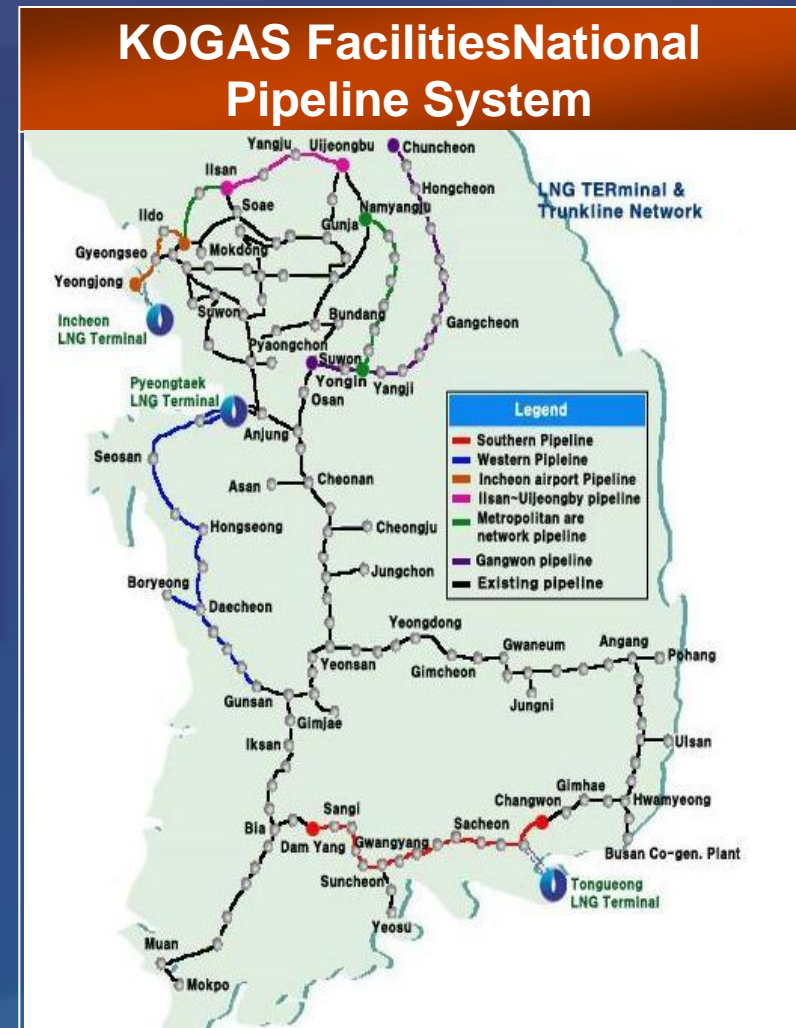 KOGAS FacilitiesNational
Pipeline System
Yangju
Uijeongbu
Chuncheon
Ilsan
Hongcheon
LNG TERminal &
Trunkline Network
Soae
Namyangju
Ildo
Gunja
Gyeongseo
Mokdong
Yeongjong
Incheon
LNG Terminal
Suwon
Bundang
Gangcheon
Pyaongchon
Suwon
Yongin
Yangji
Pyeongtaek
LNG Terminal
Osan
Anjung
Legend
Southern Pipeline
Western Pipleine
Incheon airport Pipeline
Ilsan~Uijeongby pipeline
Metropolitan are
network pipeline
Gangwon pipeline
Existing pipeline
Seosan
Asan
Cheonan
Hongseong
Cheongju
Boryeong
Jungchon
Daecheon
Yeongdong
Gwaneum
Angang
Pohang
Yeonsan
Gimcheon
Gunsan
Jungni
Gimjae
Iksan
Ulsan
Gimhae
Changwon
Hwamyeong
Sangi
Sacheon
Bia
Dam Yang
Gwangyang
Busan Co-gen. Plant
Suncheon
Tongueong
LNG Terminal
Yeosu
Muan
Mokpo